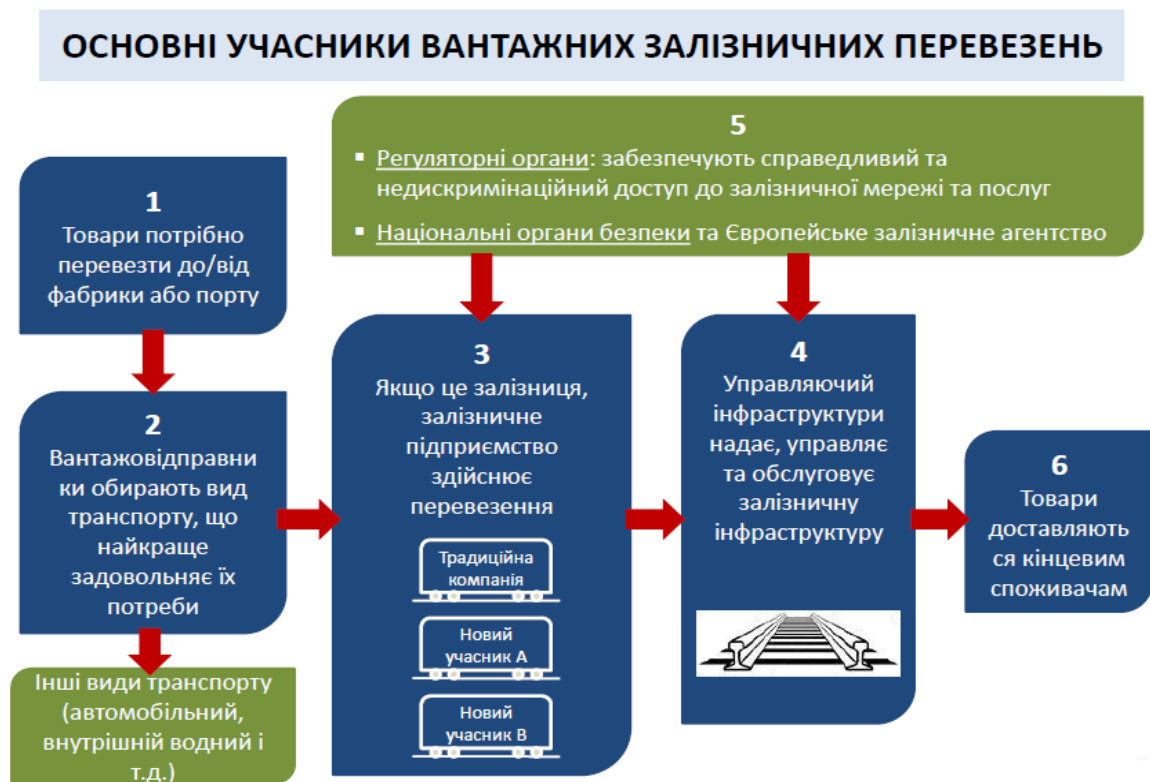 ОСНОВНІ УЧАСНИКИ ВАНТАЖНИХ ЗАЛІЗНИЧНИХ ПЕРЕВЕЗЕНЬ
1
Товари потрібно
перевезти до/від
фабрики або порту
2
Вантажовідправни
ки обирають вид
транспорту, що
найкраще
задовольняє їх
потреби
Інші види транспорту
(автомобільний,
внутрішній водний і
т.д.)
5
▪ Регуляторні органи: забезпечують справедливий та
недискримінаційний доступ до залізничної мережі та послуг
▪ Національні органи безпеки та Європейське залізничне агентство
3
Якщо це залізниця,
залізничне
підприємство
здійснює
перевезення
Традиційна
компанія
Новий
учасник А
Новий
учасник В
4
Управляючий
інфраструктури
надає, управляє
та обслуговує
залізничну
інфраструктуру
6
Товари
доставляють
ся кінцевим
споживачам